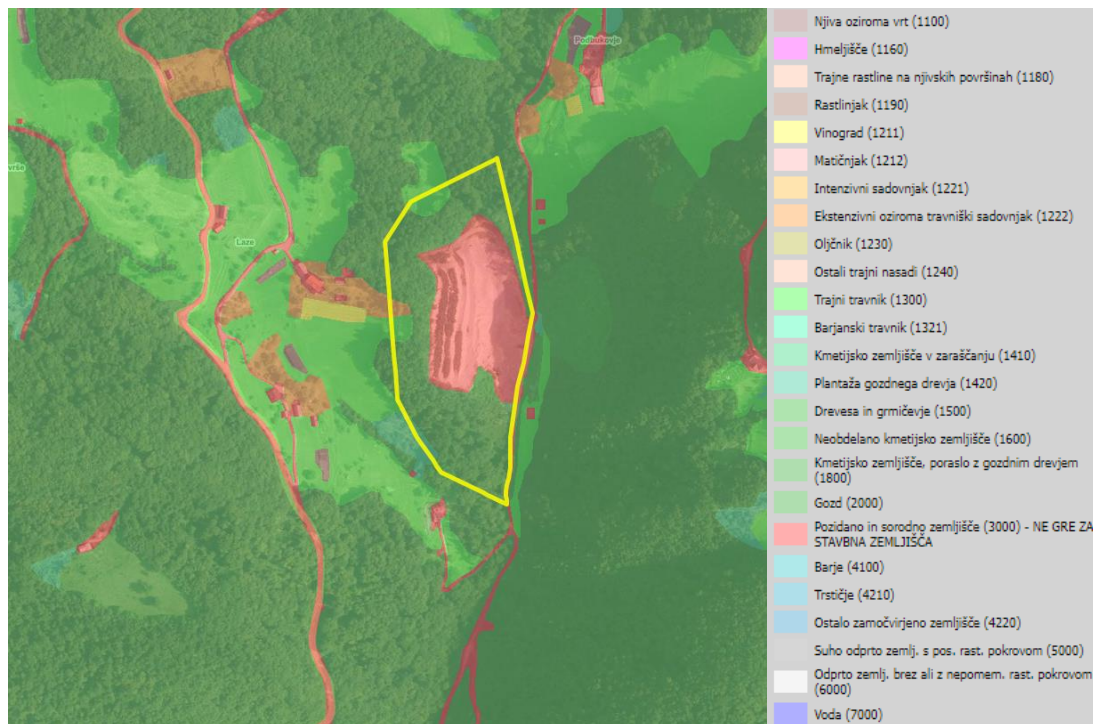 Podbukovje
vrše
Laze
Njiva oziroma vrt (1100)
Hmeljišče (1160)
Trajne rastline na njivskih površinah (1180)
Rastlinjak (1190)
Vinograd (1211)
Matičnjak (1212)
Intenzivni sadovnjak (1221)
Ekstenzivni oziroma travniški sadovnjak (1222)
Oljčnik (1230)
Ostali trajni nasadi (1240)
Trajni travnik (1300)
Barjanski travnik (1321)
Kmetijsko zemljišče v zaraščanju (1410)
Plantaža gozdnega drevja (1420)
Drevesa in grmičevje (1500)
Neobdelano kmetijsko zemljišče (1600)
Kmetijsko zemljišče, poraslo z gozdnim drevjem
(1800)
Gozd (2000)
Pozidano in sorodno zemljišče (3000) - NE GRE ZA
STAVBNA ZEMLJIŠČA
Barje (4100)
Trstičje (4210)
Ostalo zamočvirjeno zemljišče (4220)
Suho odprto zemlj. s pos. rast. pokrovom (5000)
Odprto zemlj. brez ali z nepomem. rast. pokrovom
(6000)
Voda (7000)